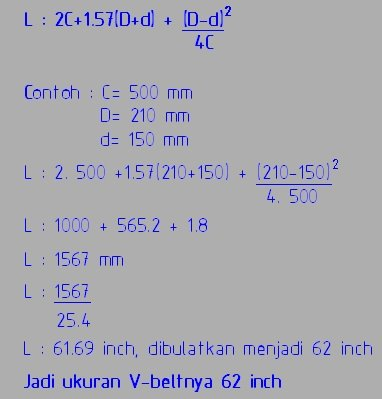 L : 2C+1.57(D+d) + (D-d)²
4C
Contoh : C= 500 mm
D= 210 mm
d= 150 mm
L : 2. 500 +1.57(210+150) + (210-150)²
4. 500
L : 1000 + 565.2 + 1.8
L : 1567 mm
L : 1567
25.4
L : 61.69 inch, dibulatkan menjadi 62 inch
Jadi ukuran V-beltnya 62 inch